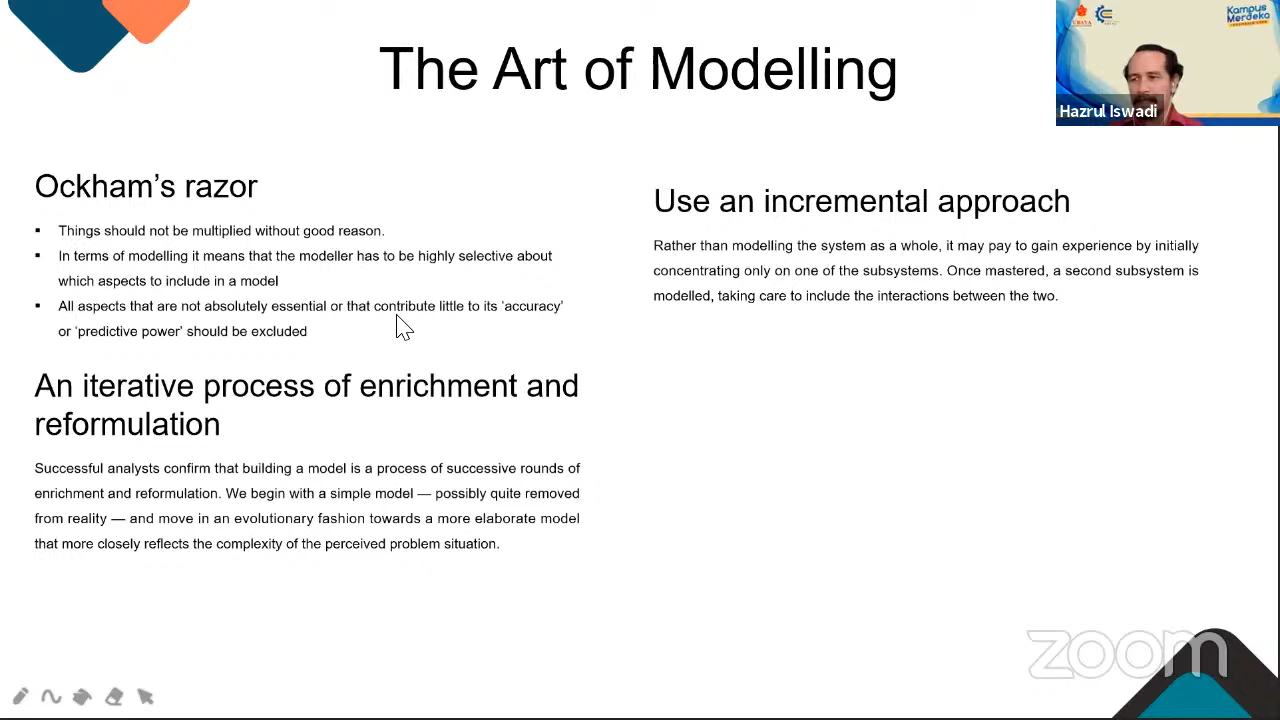 The Art of Modelling
Kampus
Merdeka
Hazrul Iswadi
Ockham’s razor
▪ Things should not be multiplied without good reason.
▪ In terms of modelling it means that the modeller has to be highly selective about
which aspects to include in a model
▪ All aspects that are not absolutely essential or that contribute little to its ‘accuracy’
or ‘predictive power’ should be excluded
An iterative process of enrichment and
reformulation
Successful analysts confirm that building a model is a process of successive rounds of
enrichment and reformulation. We begin with a simple model — possibly quite removed
from reality — and move in an evolutionary fashion towards a more elaborate model
that more closely reflects the complexity of the perceived problem situation.
Use an incremental approach
Rather than modelling the system as a whole, it may pay to gain experience by initially
concentrating only on one of the subsystems. Once mastered, a second subsystem is
modelled, taking care to include the interactions between the two.
zoom